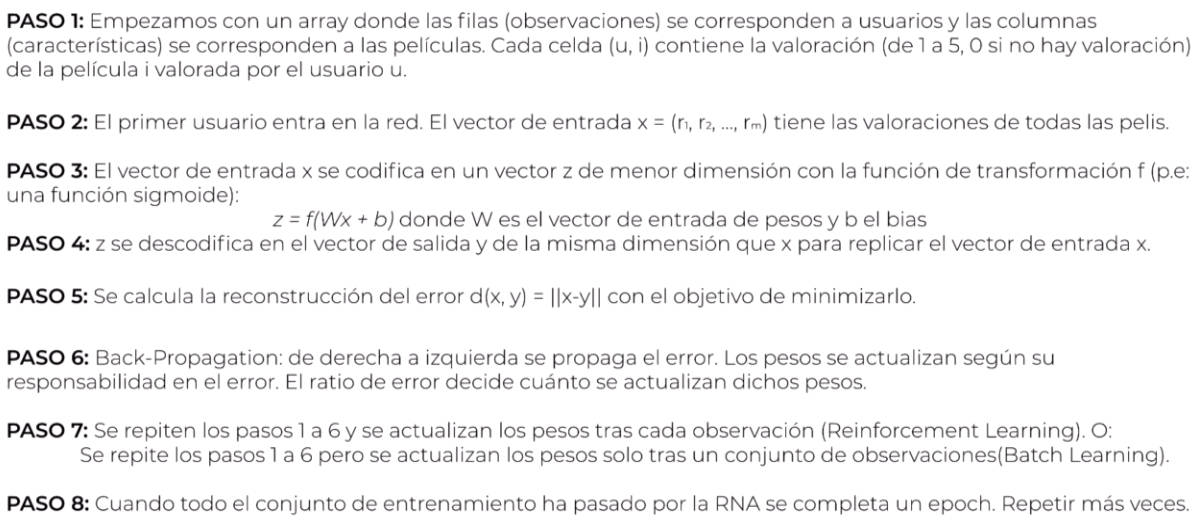 PASO 1: Empezamos con un array donde las filas (observaciones) se corresponden a usuarios y las columnas
(características) se corresponden a las películas. Cada celda (u, i) contiene la valoración (de 1 a 5, 0 si no hay valoración)
de la película i valorada por el usuario u.
PASO 2: El primer usuario entra en la red. El vector de entrada x = (r₁, r₂, ..., rₘ) tiene las valoraciones de todas las pelis.
PASO 3: El vector de entrada x se codifica en un vector z de menor dimensión con la función de transformación f (p.e:
una función sigmoide):
z = f(Wx + b) donde W es el vector de entrada de pesos y b el bias
PASO 4: z se descodifica en el vector de salida y de la misma dimensión que x para replicar el vector de entrada x.
PASO 5: Se calcula la reconstrucción del error d(x, y) = ||x-y|| con el objetivo de minimizarlo.
PASO 6: Back-Propagation: de derecha a izquierda se propaga el error. Los pesos se actualizan según su
responsabilidad en el error. El ratio de error decide cuánto se actualizan dichos pesos.
PASO 7: Se repiten los pasos 1 a 6 y se actualizan los pesos tras cada observación (Reinforcement Learning). O:
Se repite los pasos 1 a 6 pero se actualizan los pesos solo tras un conjunto de observaciones(Batch Learning).
PASO 8: Cuando todo el conjunto de entrenamiento ha pasado por la RNA se completa un epoch. Repetir más veces.